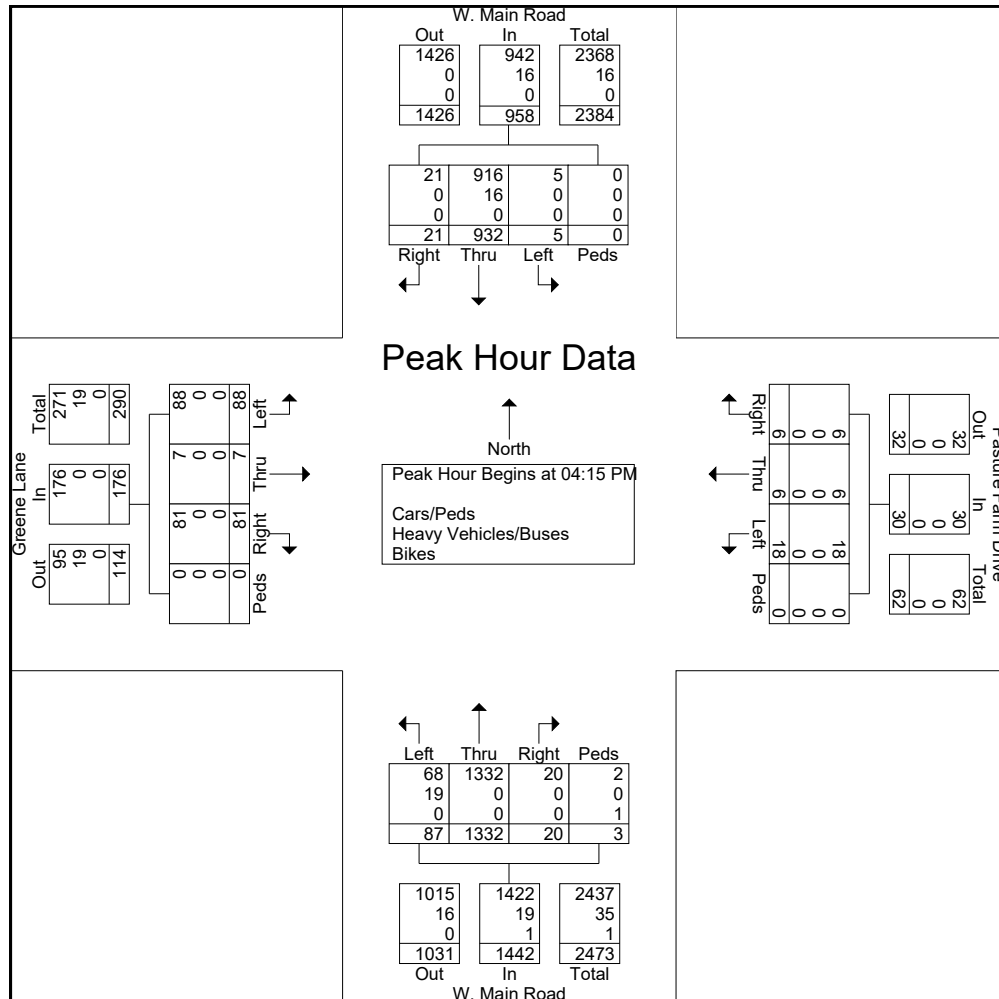 W. Main Road
Out In Total
1426 942 2368
0 16 16
0 0 0
1426 958 2384
21 916 5 0
0 16 0 0
0 0 0 0
21 932 5 0
Right Thru Left Peds
Peak Hour Data
North
Peak Hour Begins at 04:15 PM
Cars/Peds
Heavy Vehicles/Buses
Bikes
Greene Lane
Out In Total
95 176 271
19 0 19
0 0 0
114 176 290
Peds Right Thru Left
0 81 7 88
0 0 0 0
0 0 0 0
0 81 7 88
Farm Drive
Out In Total
32 30 62
0 0 0
0 0 0
32 30 62
Right Thru Left Peds
6 6 18 0
0 0 0 0
0 0 0 0
6 6 18 0
Left Thru Right Peds
68 1332 20 2
19 0 0 0
0 0 0 1
87 1332 20 3
1015 1422 2437
16 19 35
0 1 1
1031 1442 2473
Out In Total
W. Main Road